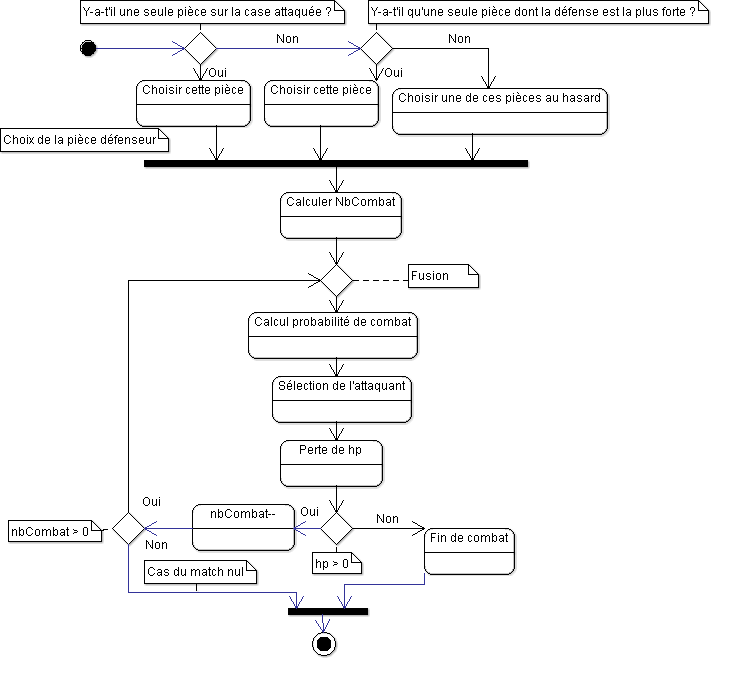 Y-a-t'il une seule pièce sur la case attaquée ?
Y-a-t'il qu'une seule pièce dont la défense est la plus forte ?
Non
Non
Oui
Oui
Choisir cette pièce
Choisir cette pièce
Choisir une de ces pièces au hasard
Choix de la pièce défenseur
Calculer NbCombat
Fusion
Calcul probabilité de combat
Sélection de l'attaquant
Perte de hp
Oui
nbCombat--
Oui
Non
nbCombat > 0
Non
Fin de combat
hp > 0
Cas du match nul